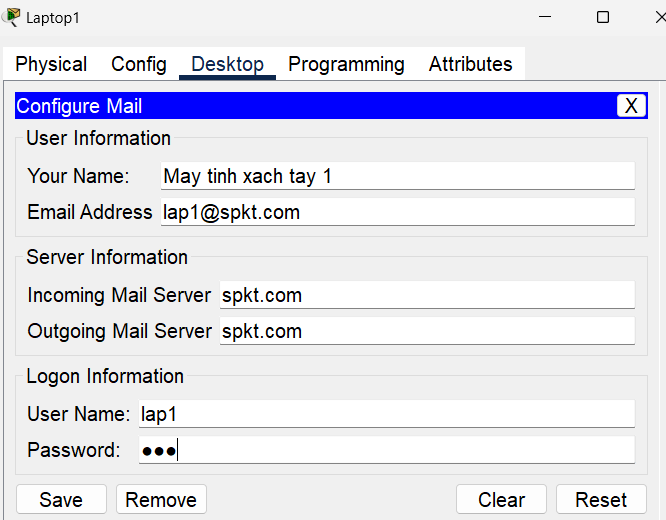 Laptop1
Physical Config Desktop Programming Attributes
Configure Mail X
User Information
Your Name: May tinh xach tay 1
Email Address lap1@spkt.com
Server Information
Incoming Mail Server spkt.com
Outgoing Mail Server spkt.com
Logon Information
User Name: lap1
Password: ●●●
Save Remove Clear Reset